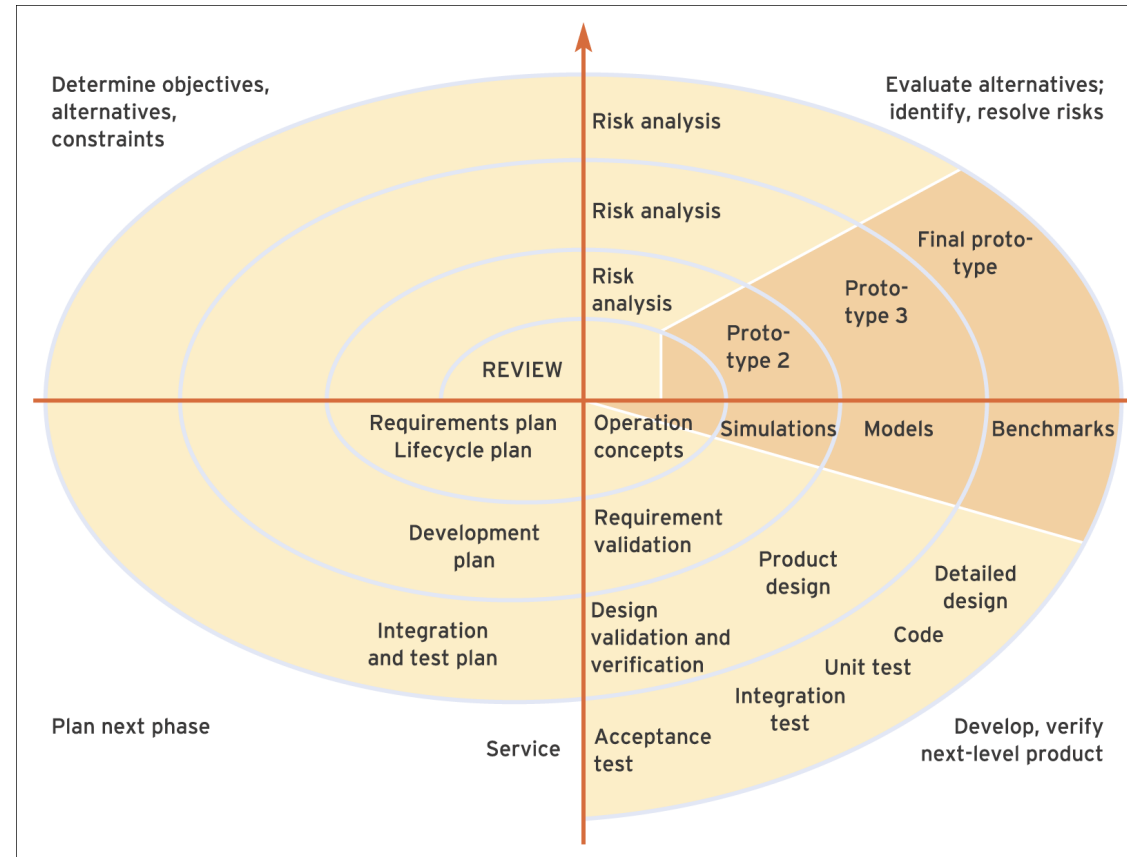 Determine objectives,
alternatives,
constraints
Evaluate alternatives;
identify, resolve risks
Risk analysis
Risk analysis
Risk
analysis
Final proto-
type
Proto-
type 3
Proto-
type 2
REVIEW
Requirements plan
Lifecycle plan
Operation
concepts
Simulations
Models
Benchmarks
Development
plan
Requirement
validation
Product
design
Detailed
design
Integration
and test plan
Design
validation and
verification
Code
Unit test
Integration
test
Acceptance
test
Plan next phase
Service
Develop, verify
next-level product